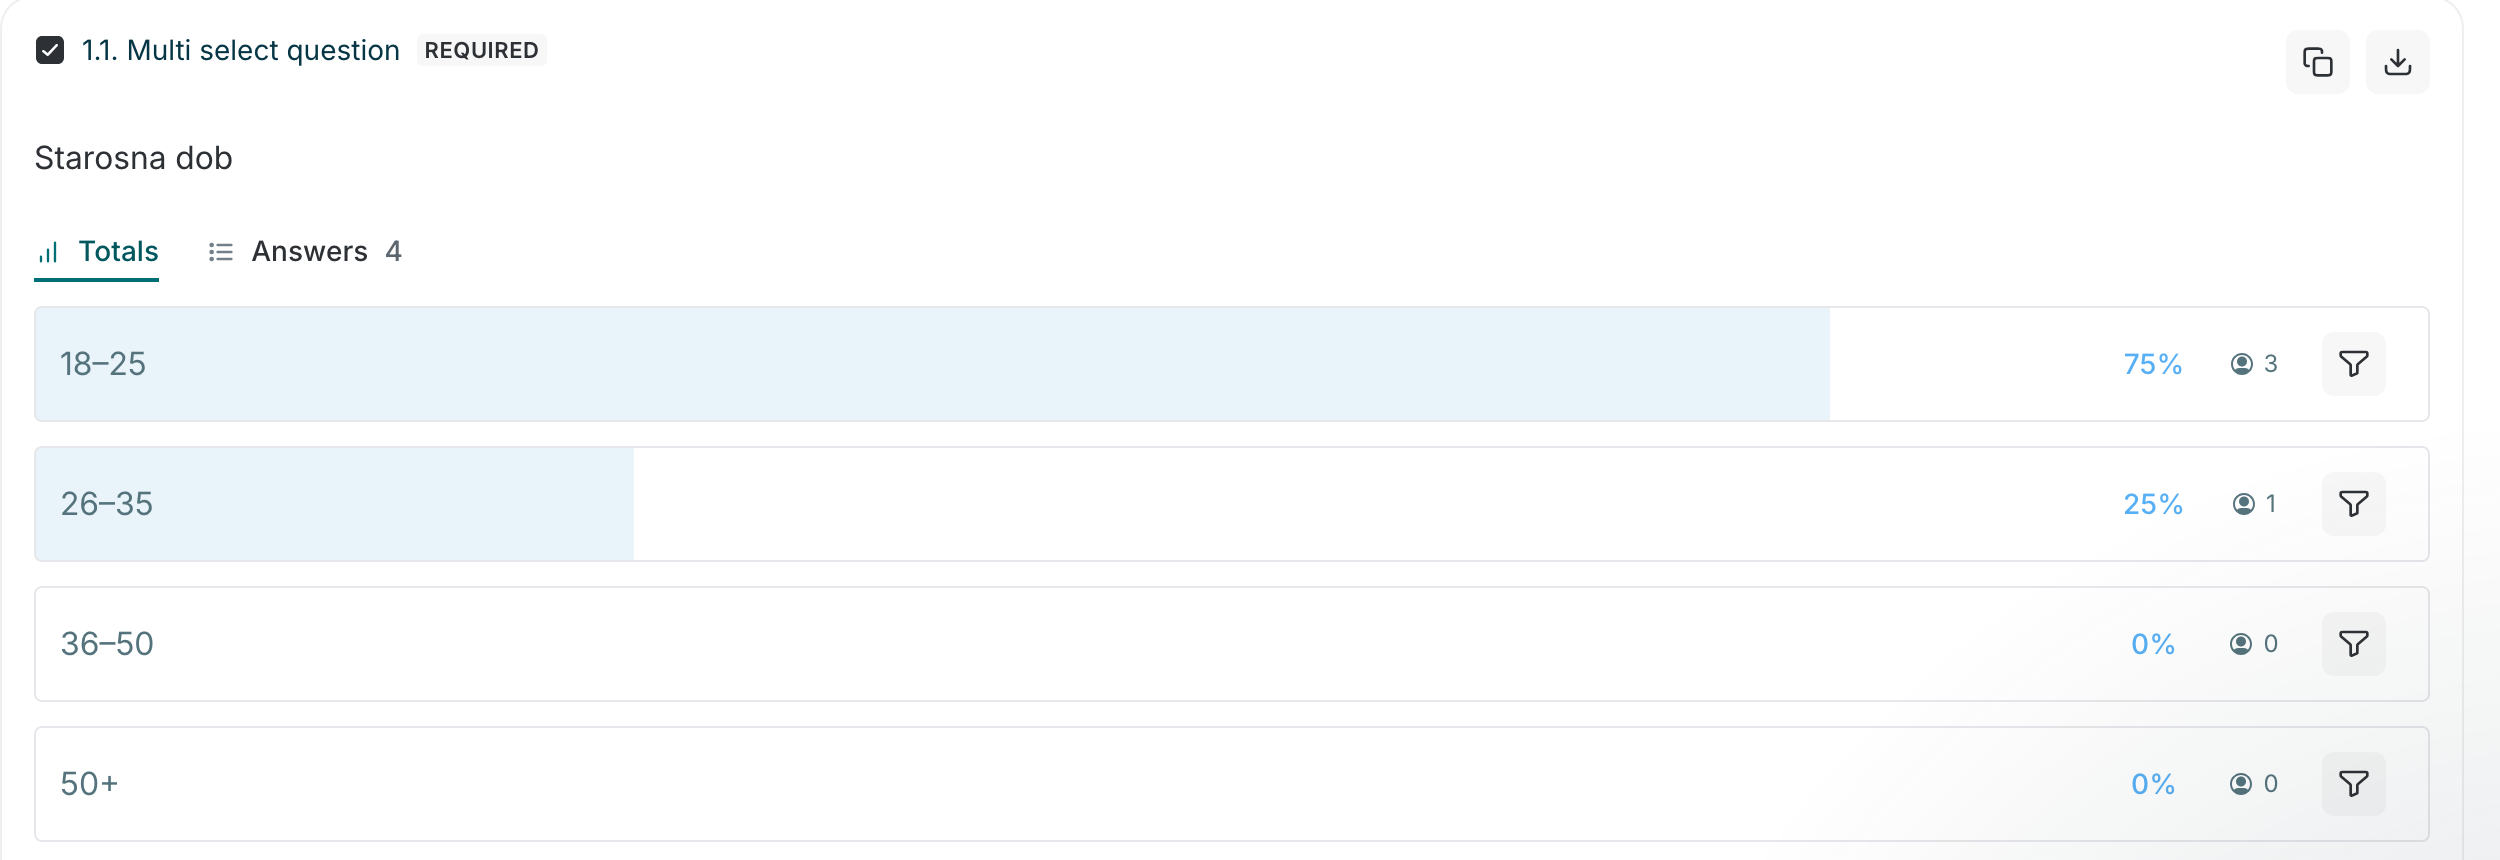 1.1. Multi select question REQUIRED
Starosna dob
Totals Answers 4
18–25 75% 3
26–35 25% 1
36–50 0% 0
50+ 0% 0